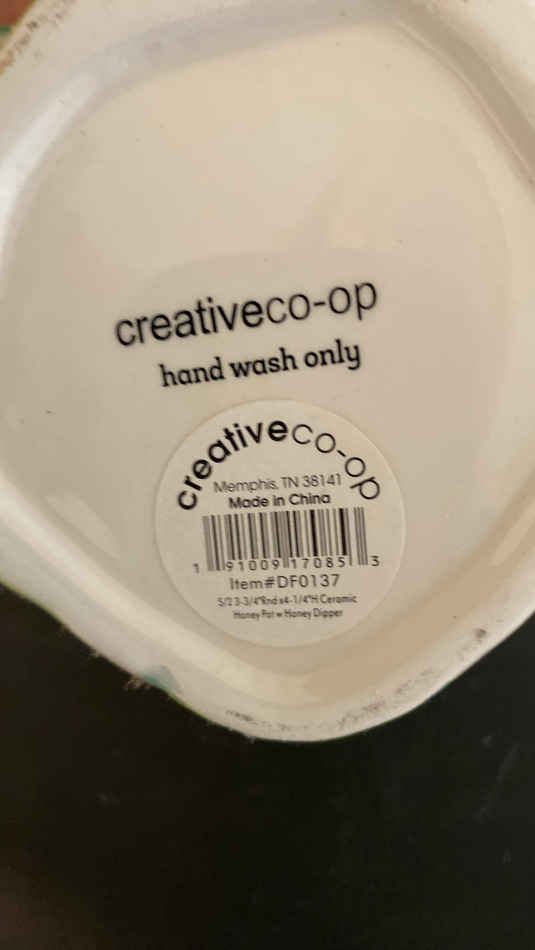 creativeco-op
hand wash only
creativeco-op
Memphis, TN 38141
Made in China
1 91009 17085 3
Item#DF0137
S/2 3-3/4"Rnd x4-1/4"H Ceramic
Honey Pot w Honey Dipper